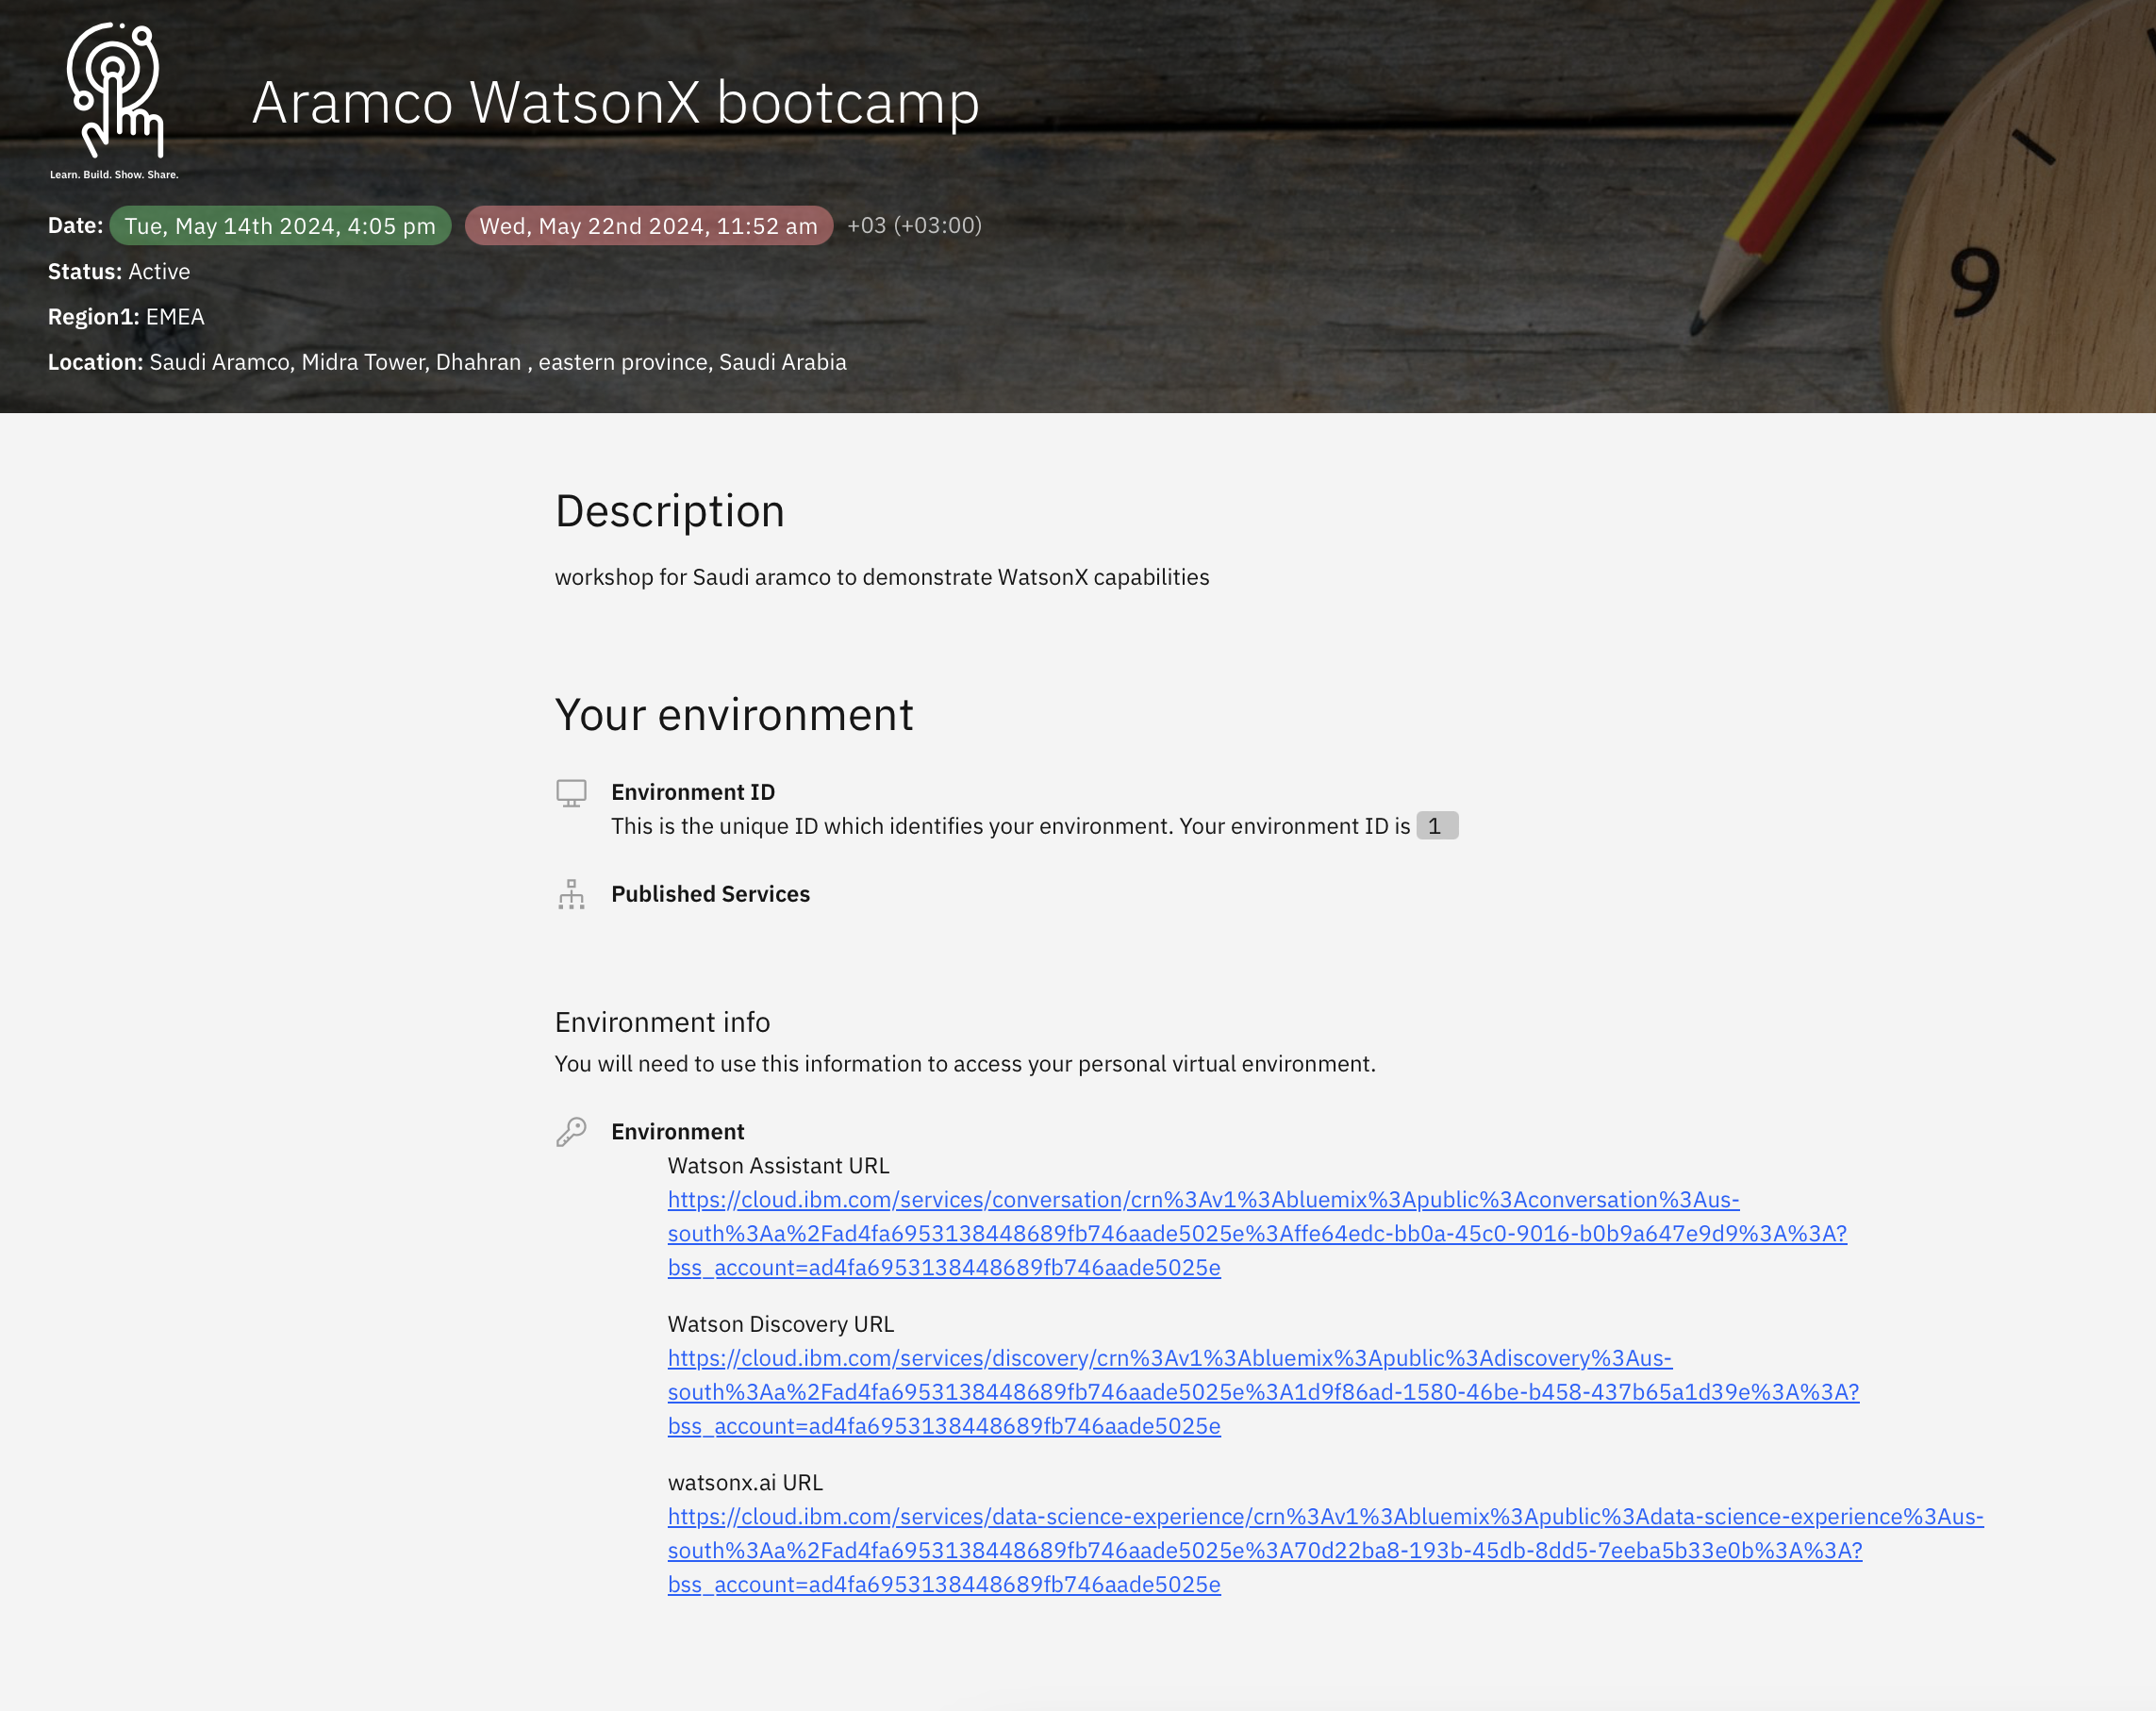 Aramco WatsonX bootcamp
Learn. Build. Show. Share.
Date: Tue, May 14th 2024, 4:05 pm Wed, May 22nd 2024, 11:52 am +03 (+03:00)
Status: Active
Region1: EMEA
Location: Saudi Aramco, Midra Tower, Dhahran , eastern province, Saudi Arabia
9
Description
workshop for Saudi aramco to demonstrate WatsonX capabilities
Your environment
Environment ID
This is the unique ID which identifies your environment. Your environment ID is 1
Published Services
Environment info
You will need to use this information to access your personal virtual environment.
Environment
Watson Assistant URL
https://cloud.ibm.com/services/conversation/crn%3Av1%3Abluemix%3Apublic%3Aconversation%3Aus-
south%3Aa%2Fad4fa6953138448689fb746aade5025e%3Affe64edc-bb0a-45c0-9016-b0b9a647e9d9%3A%3A?
bss_account=ad4fa6953138448689fb746aade5025e
Watson Discovery URL
https://cloud.ibm.com/services/discovery/crn%3Av1%3Abluemix%3Apublic%3Adiscovery%3Aus-
south%3Aa%2Fad4fa6953138448689fb746aade5025e%3A1d9f86ad-1580-46be-b458-437b65a1d39e%3A%3A?
bss_account=ad4fa6953138448689fb746aade5025e
watsonx.ai URL
https://cloud.ibm.com/services/data-science-experience/crn%3Av1%3Abluemix%3Apublic%3Adata-science-experience%3Aus-
south%3Aa%2Fad4fa6953138448689fb746aade5025e%3A70d22ba8-193b-45db-8dd5-7eeba5b33e0b%3A%3A?
bss_account=ad4fa6953138448689fb746aade5025e